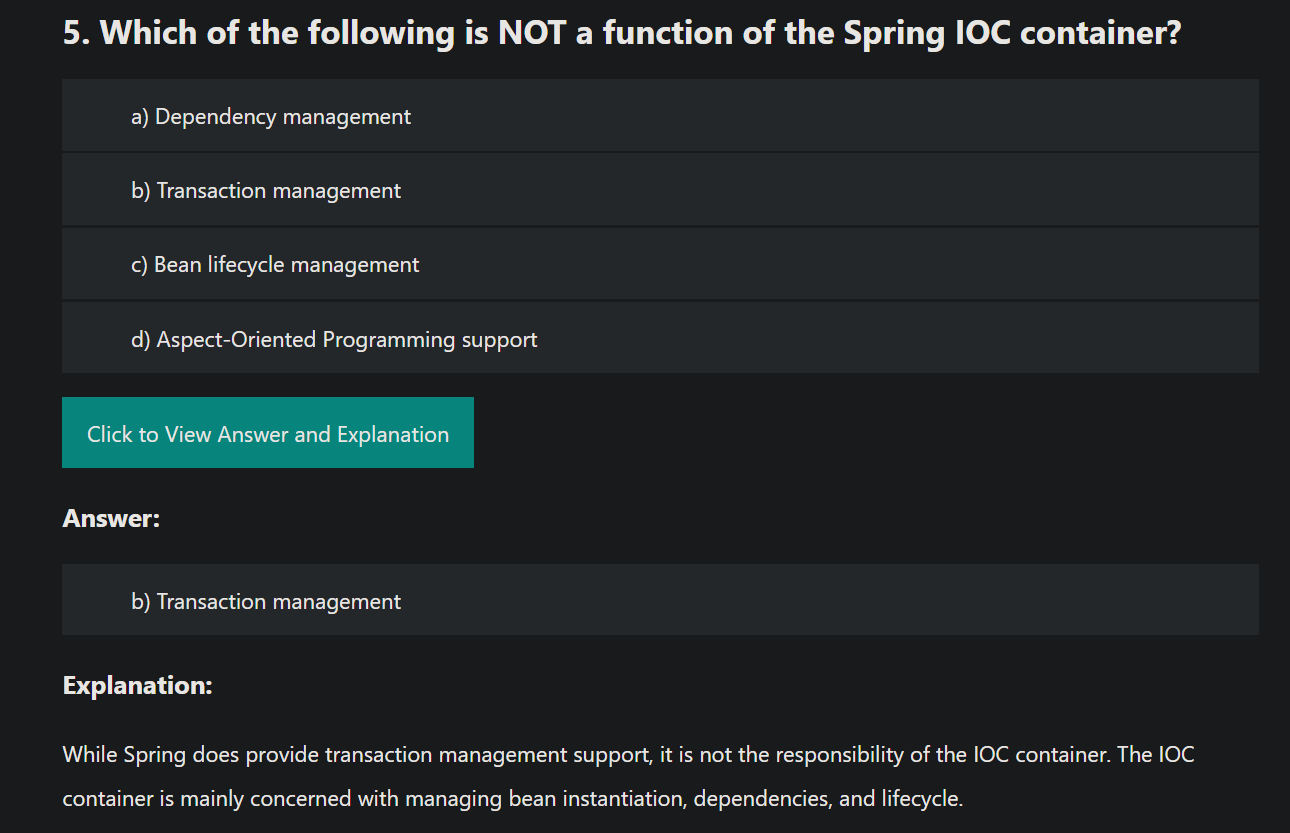 5. Which of the following is NOT a function of the Spring IOC container?
a) Dependency management
b) Transaction management
c) Bean lifecycle management
d) Aspect-Oriented Programming support
Click to View Answer and Explanation
Answer:
b) Transaction management
Explanation:
While Spring does provide transaction management support, it is not the responsibility of the IOC container. The IOC
container is mainly concerned with managing bean instantiation, dependencies, and lifecycle.